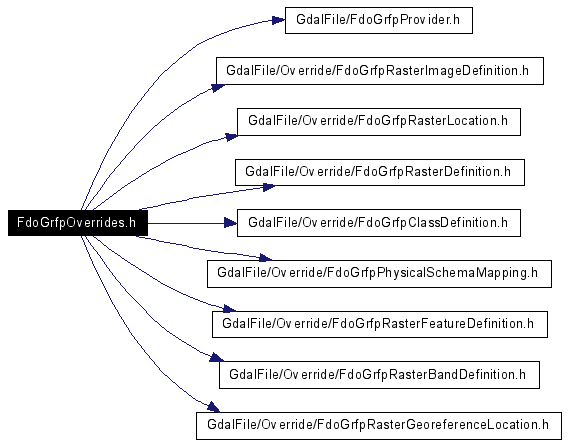 GdalFile/FdoGrfpProvider.h
GdalFile/Override/FdoGrfpRasterImageDefinition.h
GdalFile/Override/FdoGrfpRasterLocation.h
GdalFile/Override/FdoGrfpRasterDefinition.h
FdoGrfpOverrides.h
GdalFile/Override/FdoGrfpClassDefinition.h
GdalFile/Override/FdoGrfpPhysicalSchemaMapping.h
GdalFile/Override/FdoGrfpRasterFeatureDefinition.h
GdalFile/Override/FdoGrfpRasterBandDefinition.h
GdalFile/Override/FdoGrfpRasterGeoreferenceLocation.h